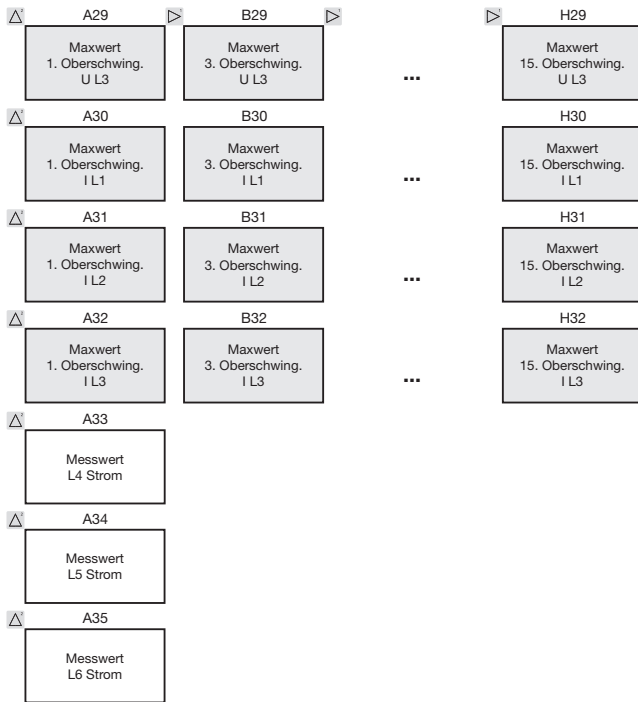 A29 B29 H29
Maxwert Maxwert Maxwert
1. Oberschwing. 3. Oberschwing. 15. Oberschwing.
U L3 U L3 ... U L3
A30 B30 H30
Maxwert Maxwert Maxwert
1. Oberschwing. 3. Oberschwing. 15. Oberschwing.
I L1 I L1 ... I L1
A31 B31 H31
Maxwert Maxwert Maxwert
1. Oberschwing. 3. Oberschwing. 15. Oberschwing.
I L2 I L2 ... I L2
A32 B32 H32
Maxwert Maxwert Maxwert
1. Oberschwing. 3. Oberschwing. 15. Oberschwing.
I L3 I L3 ... I L3
A33
Messwert
L4 Strom
A34
Messwert
L5 Strom
A35
Messwert
L6 Strom